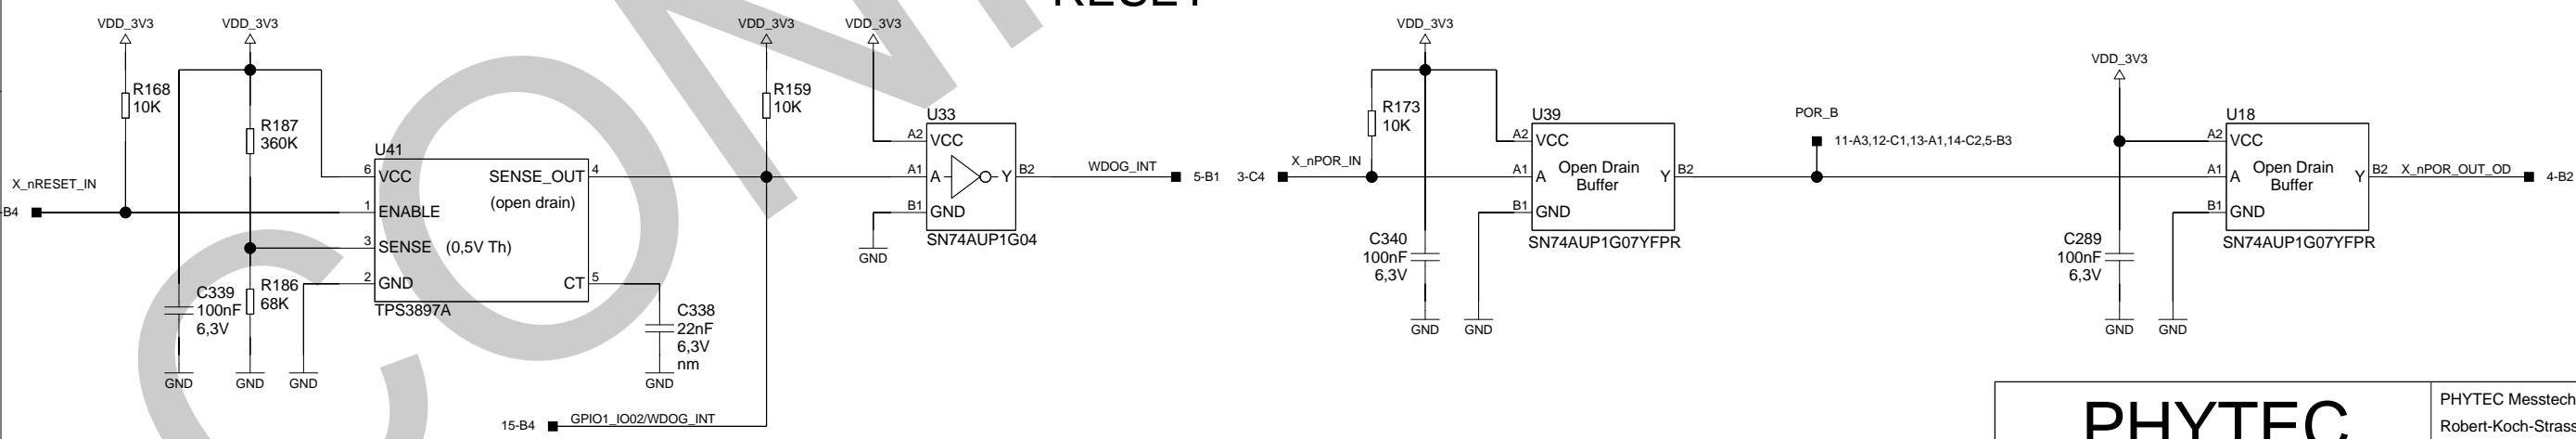 RESET
VDD_3V3
VDD_3V3
VDD_3V3
VDD_3V3
VDD_3V3
VDD_3V3
R168
10K
R187
360K
U41
6
VCC
SENSE_OUT
4
(open drain)
X_nRESET_IN
-B4
1
ENABLE
3
SENSE
(0,5V Th)
2
GND
CT
5
TPS3897A
C339
100nF
6,3V
R186
68K
GND
GND
GND
C338
22nF
6,3V
nm
GND
R159
10K
15-B4
GPIO1_IO02/WDOG_INT
U33
A2
VCC
A1
A
Y
B2
B1
GND
SN74AUP1G04
GND
WDOG_INT
5-B1
3-C4
X_nPOR_IN
R173
10K
U39
A2
VCC
A1
A
Open Drain
Buffer
Y
B2
B1
GND
SN74AUP1G07YFPR
C340
100nF
6,3V
GND
GND
POR_B
11-A3,12-C1,13-A1,14-C2,5-B3
U18
A2
VCC
A1
A
Open Drain
Buffer
Y
B2
X_nPOR_OUT_OD
4-B2
B1
GND
SN74AUP1G07YFPR
C289
100nF
6,3V
GND
GND
PHYTEC
PHYTEC Messtech
Robert-Koch-Strass
CON